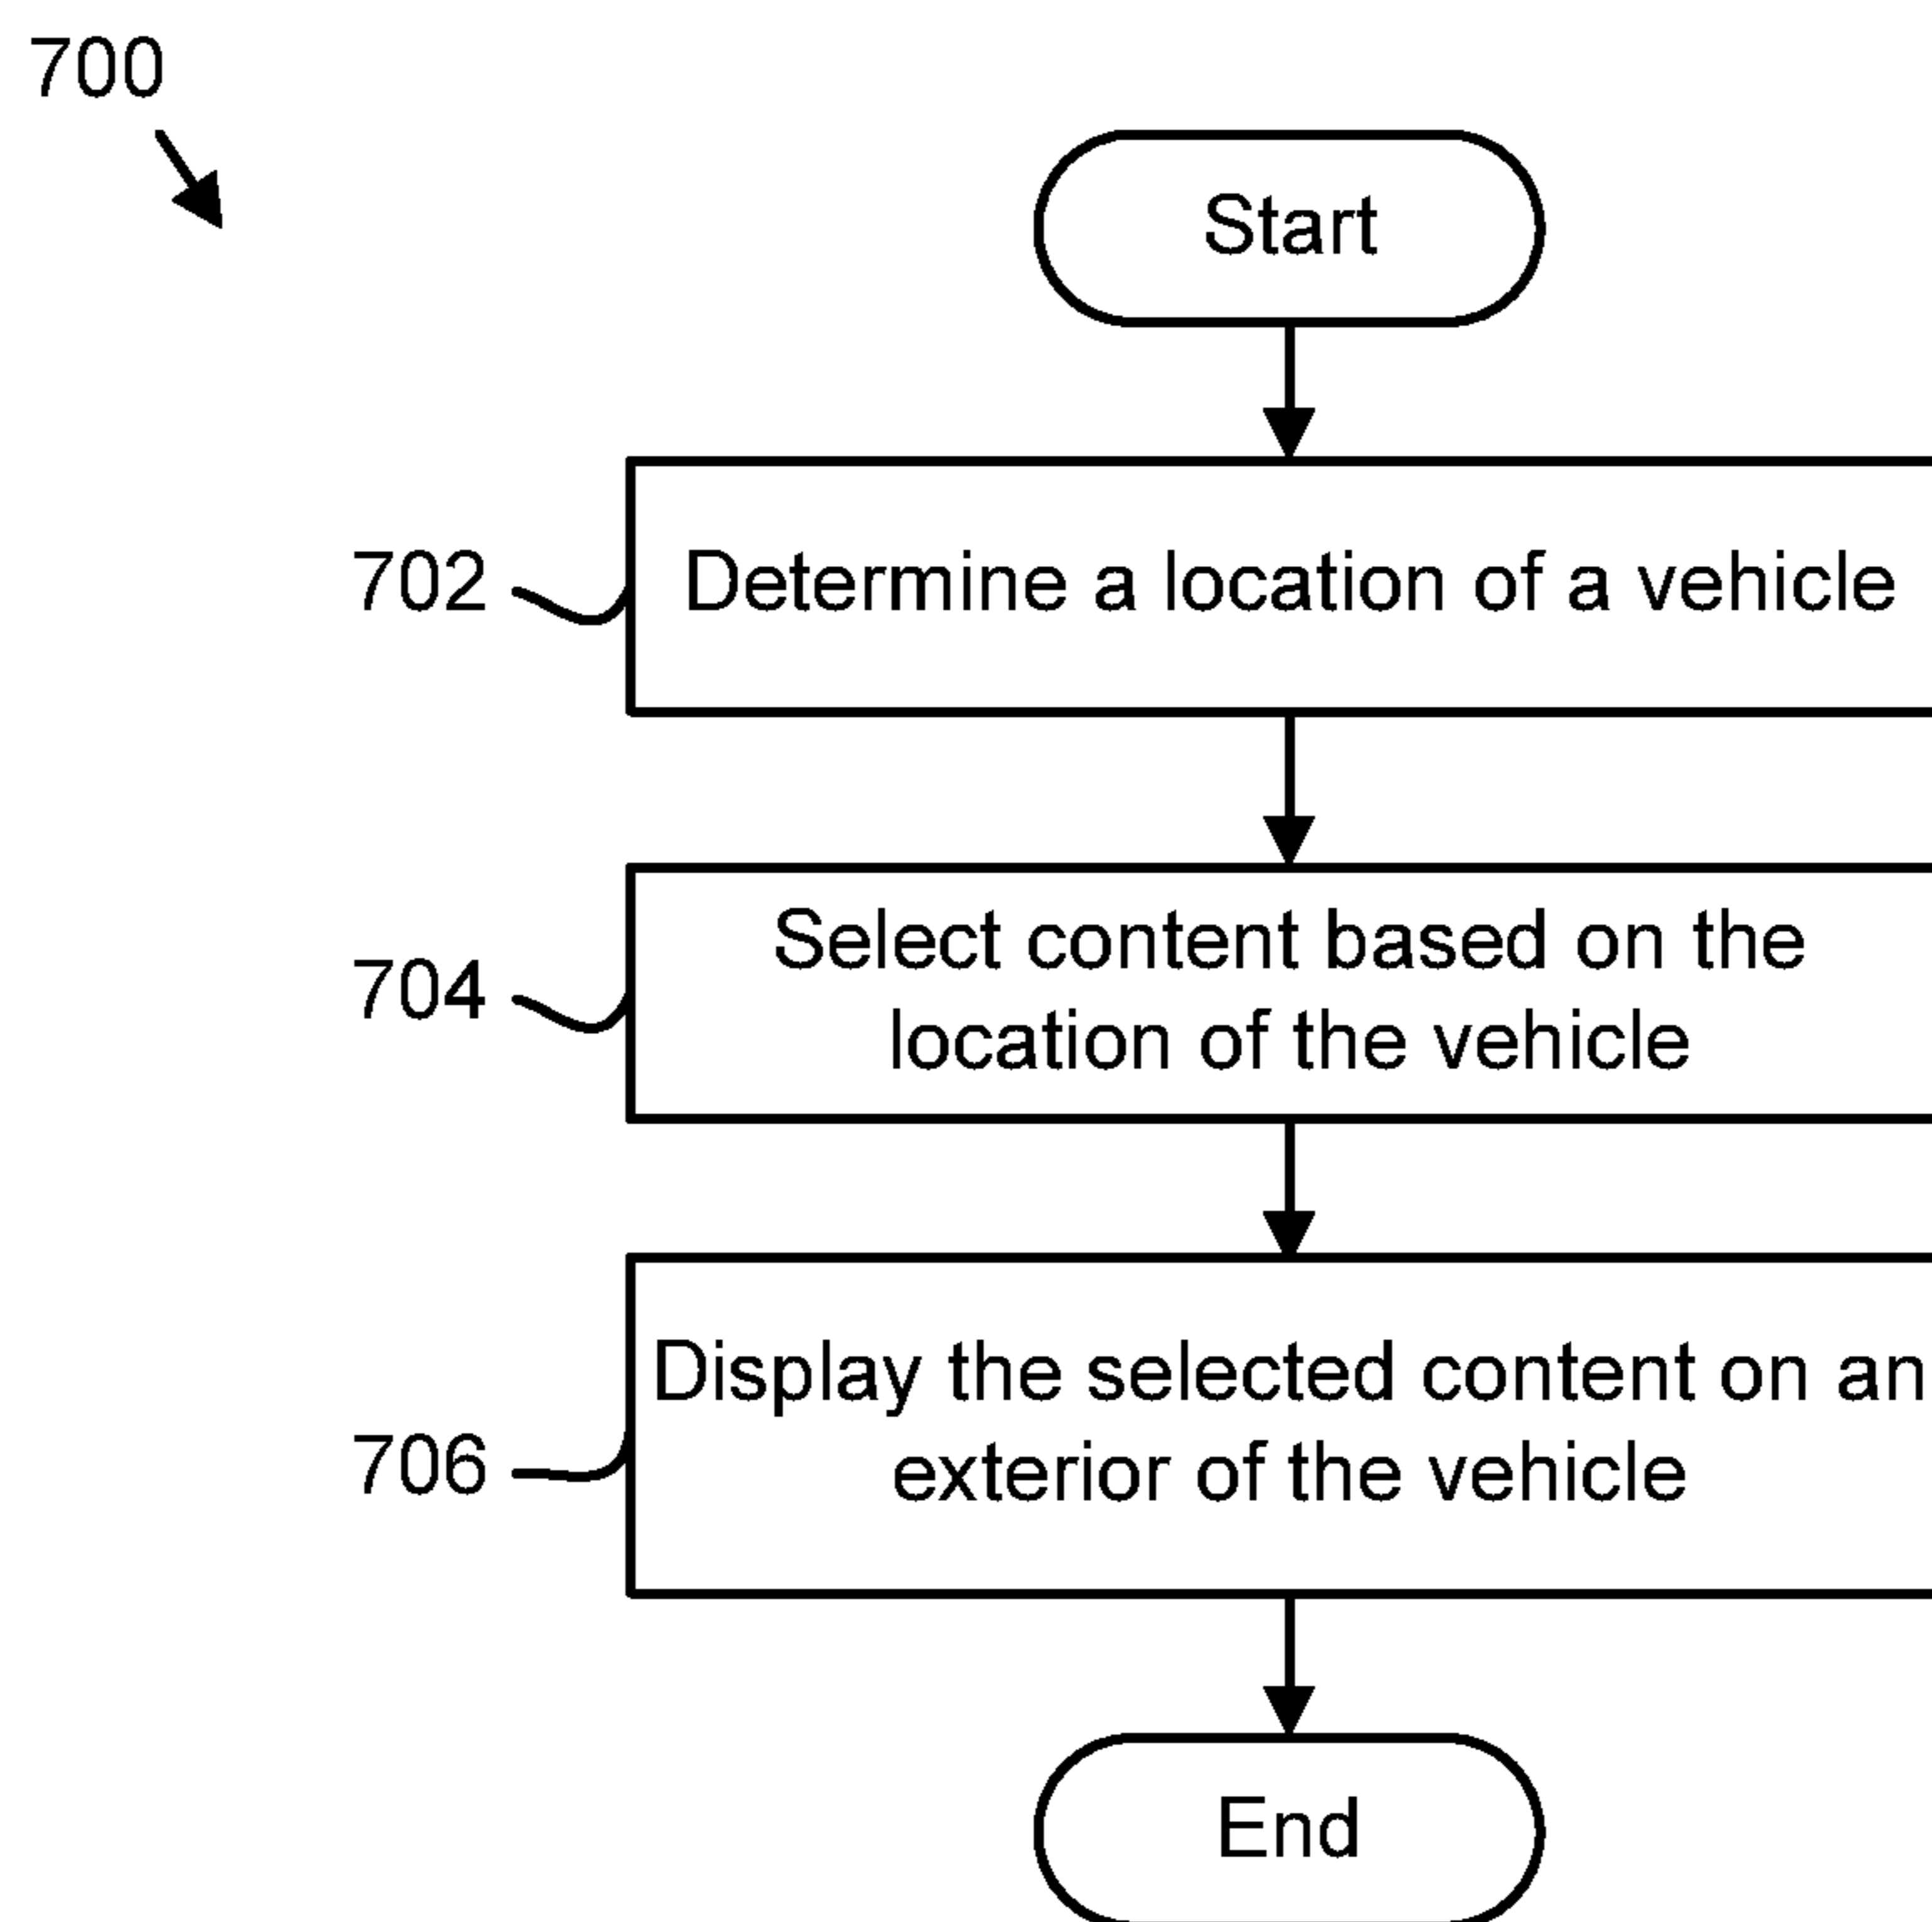 700
Start
702
Determine a location of a vehicle
704
Select content based on the
location of the vehicle
706
Display the selected content on an
exterior of the vehicle
End